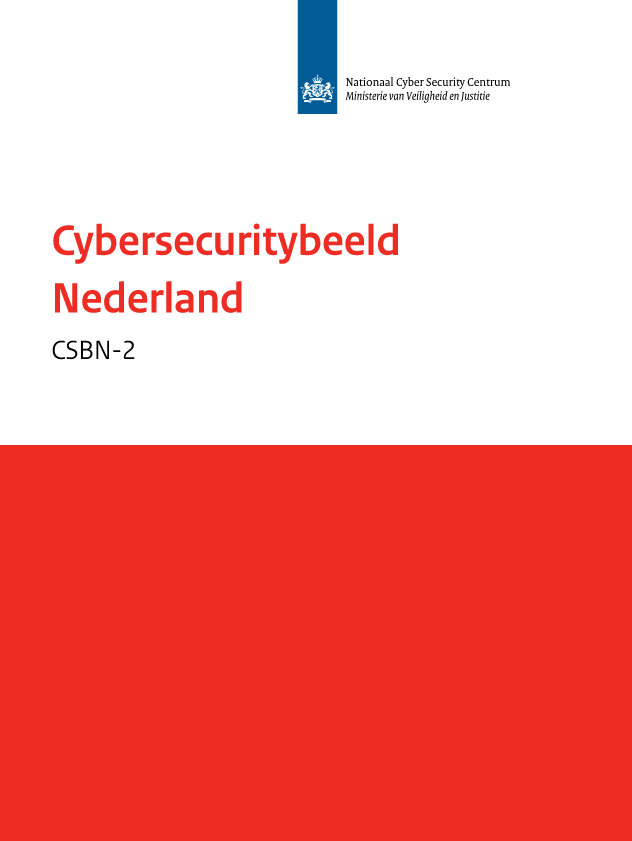 Nationaal Cyber Security Centrum
Ministerie van Veiligheid en Justitie
Cybersecuritybeeld
Nederland
CSBN-2